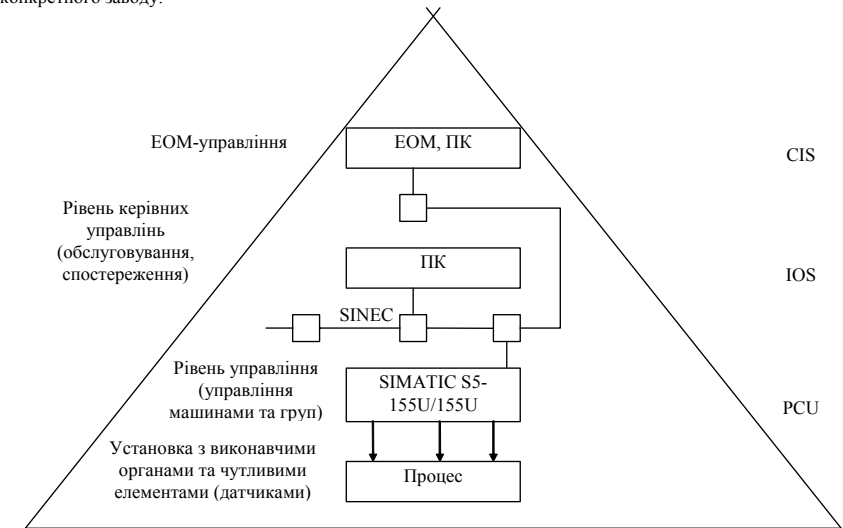 конкретного заводу.
ЕОМ-управління
ЕОМ, ПК
CIS
Рівень керівних
управлінь
(обслуговування,
спостереження)
ПК
IOS
SINEC
Рівень управління
(управління
машинами та груп)
SIMATIC S5-
155U/155U
PCU
Установка з виконавчими
органами та чутливими
елементами (датчиками)
Процес